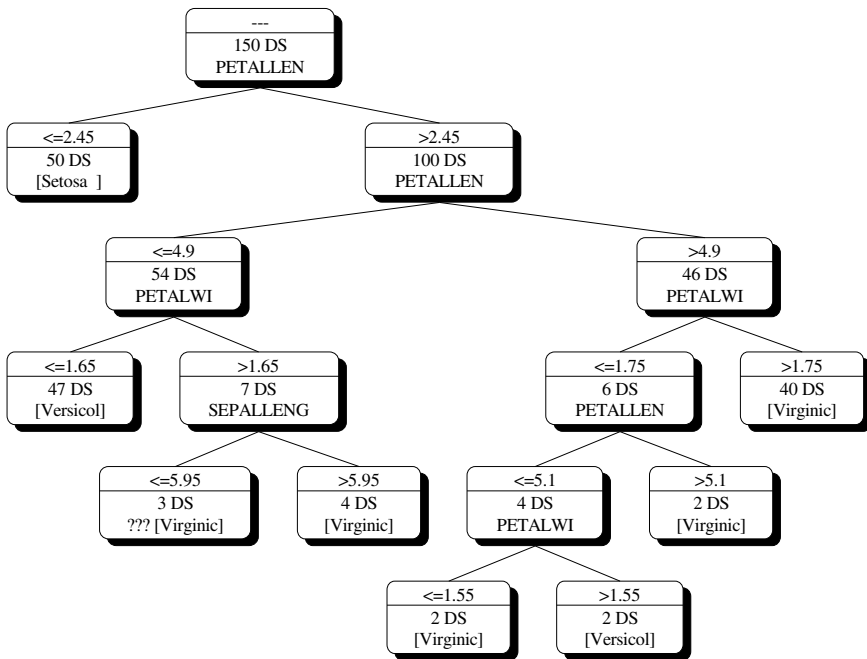 ---
150 DS
PETALLEN
<=2.45
50 DS
[Setosa  ]
>2.45
100 DS
PETALLEN
<=4.9
54 DS
PETALWI
>4.9
46 DS
PETALWI
<=1.65
47 DS
[Versicol]
>1.65
7 DS
SEPALLENG
<=1.75
6 DS
PETALLEN
>1.75
40 DS
[Virginic]
<=5.95
3 DS
??? [Virginic]
>5.95
4 DS
[Virginic]
<=5.1
4 DS
PETALWI
>5.1
2 DS
[Virginic]
<=1.55
2 DS
[Virginic]
>1.55
2 DS
[Versicol]